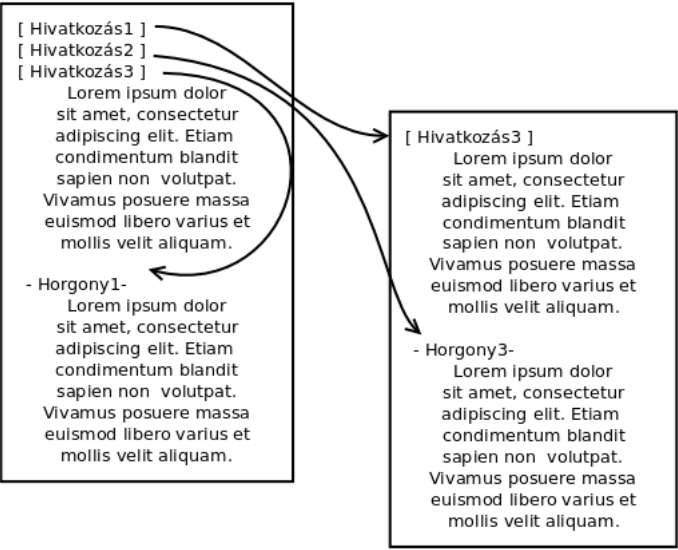 [ Hivatkozás1 ]
[ Hivatkozás2 ]
[ Hivatkozás3 ]
Lorem ipsum dolor
sit amet, consectetur
adipiscing elit. Etiam
condimentum blandit
sapien non volutpat.
Vivamus posuere massa
euismod libero varius et
mollis velit aliquam.
- Horgony1-
Lorem ipsum dolor
sit amet, consectetur
adipiscing elit. Etiam
condimentum blandit
sapien non volutpat.
Vivamus posuere massa
euismod libero varius et
mollis velit aliquam.
[ Hivatkozás3 ]
Lorem ipsum dolor
sit amet, consectetur
adipiscing elit. Etiam
condimentum blandit
sapien non volutpat.
Vivamus posuere massa
euismod libero varius et
mollis velit aliquam.
- Horgony3-
Lorem ipsum dolor
sit amet, consectetur
adipiscing elit. Etiam
condimentum blandit
sapien non volutpat.
Vivamus posuere massa
euismod libero varius et
mollis velit aliquam.